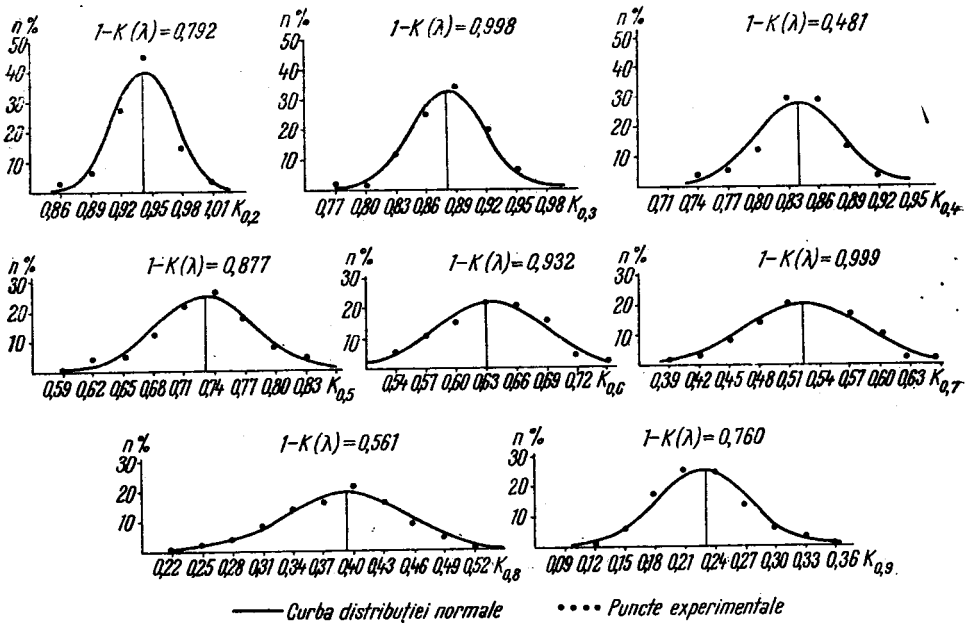 n%
1-K(λ)=0,792
50
40
30
20
10
0,86 0,89 0,92 0,95 0,98 1,01 K0,2
n%
1-K(λ)=0,998
50
40
30
20
10
0,77 0,80 0,83 0,86 0,89 0,92 0,95 0,98 K0,3
n%
1-K(λ)=0,481
50
40
30
20
10
0,71 0,74 0,77 0,80 0,83 0,86 0,89 0,92 0,95 K0,4
n%
1-K(λ)=0,877
30
20
10
0,59 0,62 0,65 0,68 0,71 0,74 0,77 0,80 0,83 K0,5
n%
1-K(λ)=0,932
30
20
10
0,54 0,57 0,60 0,63 0,66 0,69 0,72 K0,6
n%
1-K(λ)=0,999
30
20
10
0,39 0,42 0,45 0,48 0,51 0,54 0,57 0,60 0,63 K0,7
n%
1-K(λ)=0,561
30
20
10
0,22 0,25 0,28 0,31 0,34 0,37 0,40 0,43 0,46 0,49 0,52 K0,8
n%
1-K(λ)=0,760
30
20
10
0,09 0,12 0,15 0,18 0,21 0,24 0,27 0,30 0,33 0,36 K0,9
Curba distribuției normale
Puncte experimentale